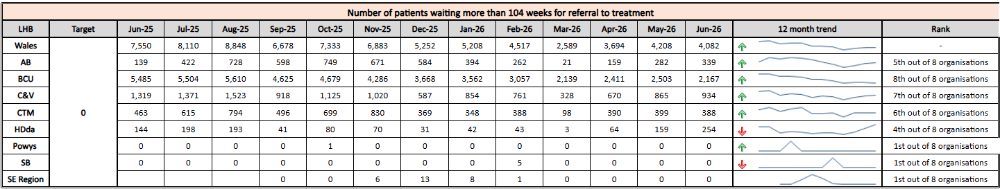 Number of patients waiting more than 104 weeks for referral to treatment
LHB Target Jun-25 Jul-25 Aug-25 Sep-25 Oct-25 Nov-25 Dec-25 Jan-26 Feb-26 Mar-26 Apr-26 May-26 Jun-26 12 month trend Rank
Wales 7,550 8,110 8,848 6,678 7,333 6,883 5,252 5,208 4,517 2,589 3,694 4,208 4,082 -
AB 139 422 728 598 749 671 584 394 262 21 159 282 339 5th out of 8 organisations
BCU 5,485 5,504 5,610 4,625 4,679 4,286 3,668 3,562 3,057 2,139 2,411 2,503 2,167 8th out of 8 organisations
C&V 1,319 1,371 1,523 918 1,125 1,020 587 854 761 328 670 865 934 7th out of 8 organisations
CTM 0 463 615 794 496 699 830 369 348 388 98 390 399 388 6th out of 8 organisations
HDda 144 198 193 41 80 70 31 42 43 3 64 159 254 4th out of 8 organisations
Powys 0 0 0 0 1 0 0 0 0 0 0 0 0 1st out of 8 organisations
SB 0 0 0 0 0 0 0 0 5 0 0 0 0 1st out of 8 organisations
SE Region 0 0 6 13 8 1 0 0 0 0 1st out of 8 organisations